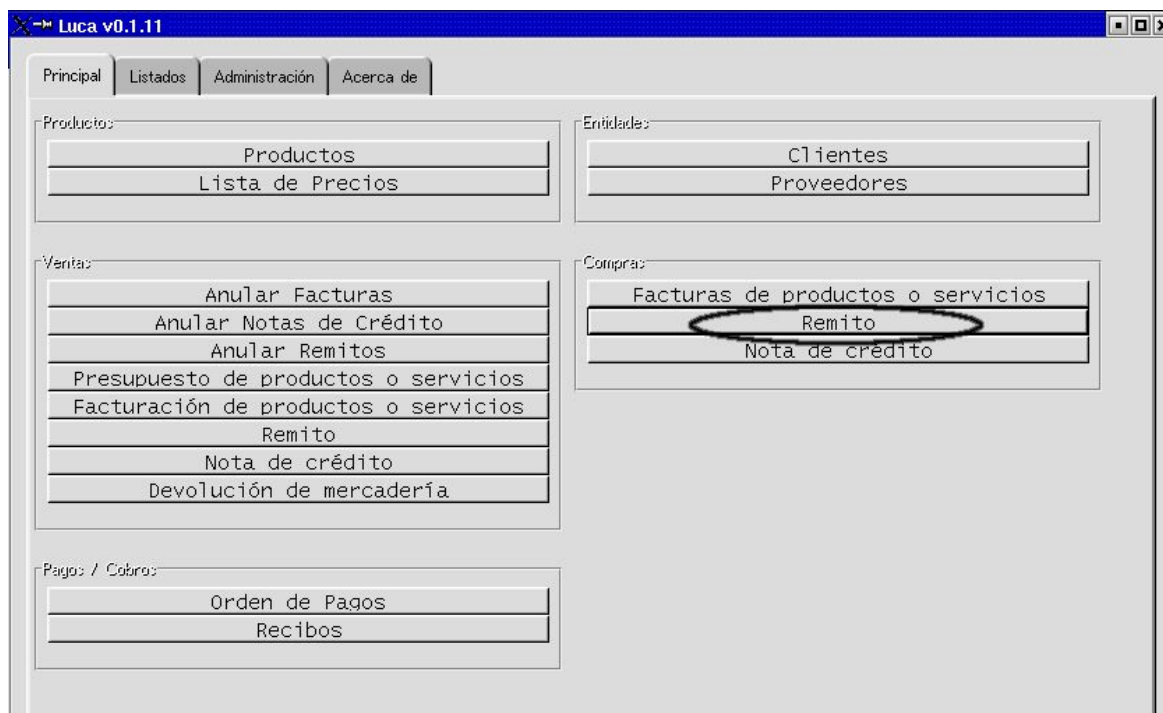 Luca v0.1.11
Principal Listados Administración Acerca de
Productos
Productos
Lista de Precios
Entidades
Clientes
Proveedores
Ventas
Anular Facturas
Anular Notas de Crédito
Anular Remitos
Presupuesto de productos o servicios
Facturación de productos o servicios
Remito
Nota de crédito
Devolución de mercadería
Compras
Facturas de productos o servicios
Remito
Nota de crédito
Pagos / Cobros
Orden de Pagos
Recibos